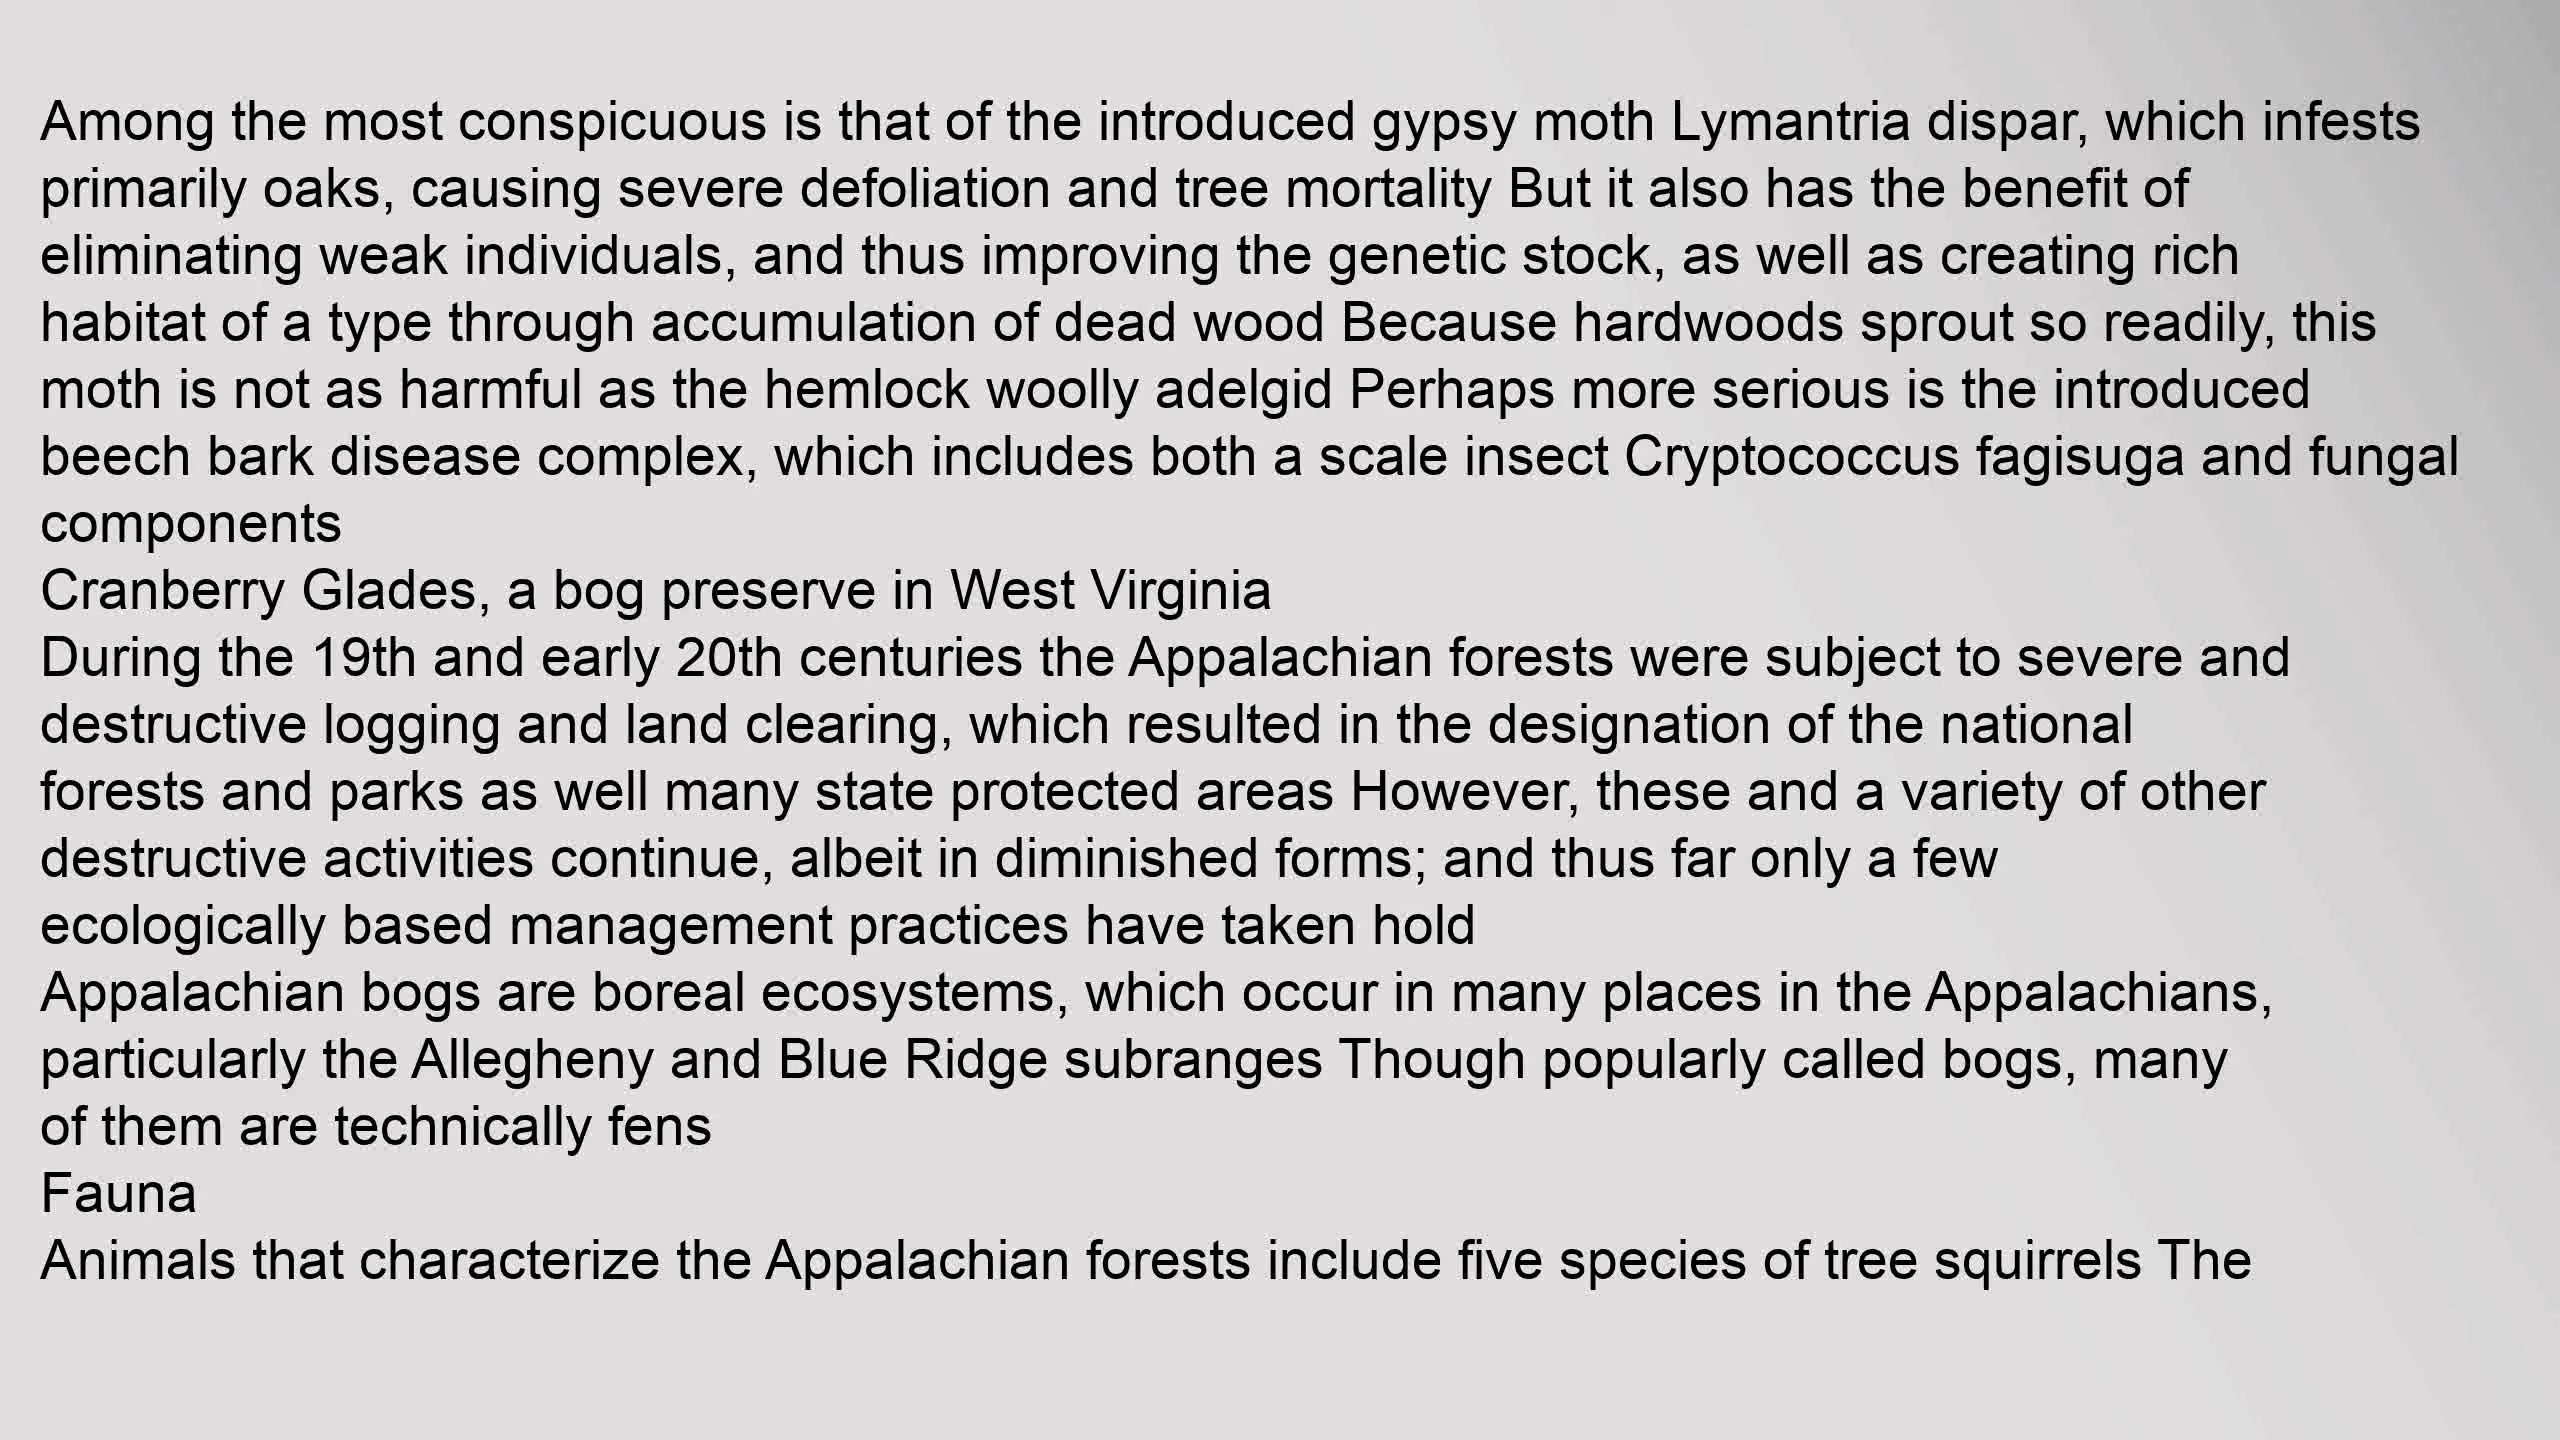 Among the most conspicuous is that of the introduced gypsy moth Lymantria dispar, which infests
primarily oaks, causing severe defoliation and tree mortality But it also has the benefit of
eliminating weak individuals, and thus improving the genetic stock, as well as creating rich
habitat of a type through accumulation of dead wood Because hardwoods sprout so readily, this
moth is not as harmful as the hemlock woolly adelgid Perhaps more serious is the introduced
beech bark disease complex, which includes both a scale insect Cryptococcus fagisuga and fungal
components
Cranberry Glades, a bog preserve in West Virginia
During the 19th and early 20th centuries the Appalachian forests were subject to severe and
destructive logging and land clearing, which resulted in the designation of the national
forests and parks as well many state protected areas However, these and a variety of other
destructive activities continue, albeit in diminished forms; and thus far only a few
ecologically based management practices have taken hold
Appalachian bogs are boreal ecosystems, which occur in many places in the Appalachians,
particularly the Allegheny and Blue Ridge subranges Though popularly called bogs, many
of them are technically fens
Fauna
Animals that characterize the Appalachian forests include five species of tree squirrels The